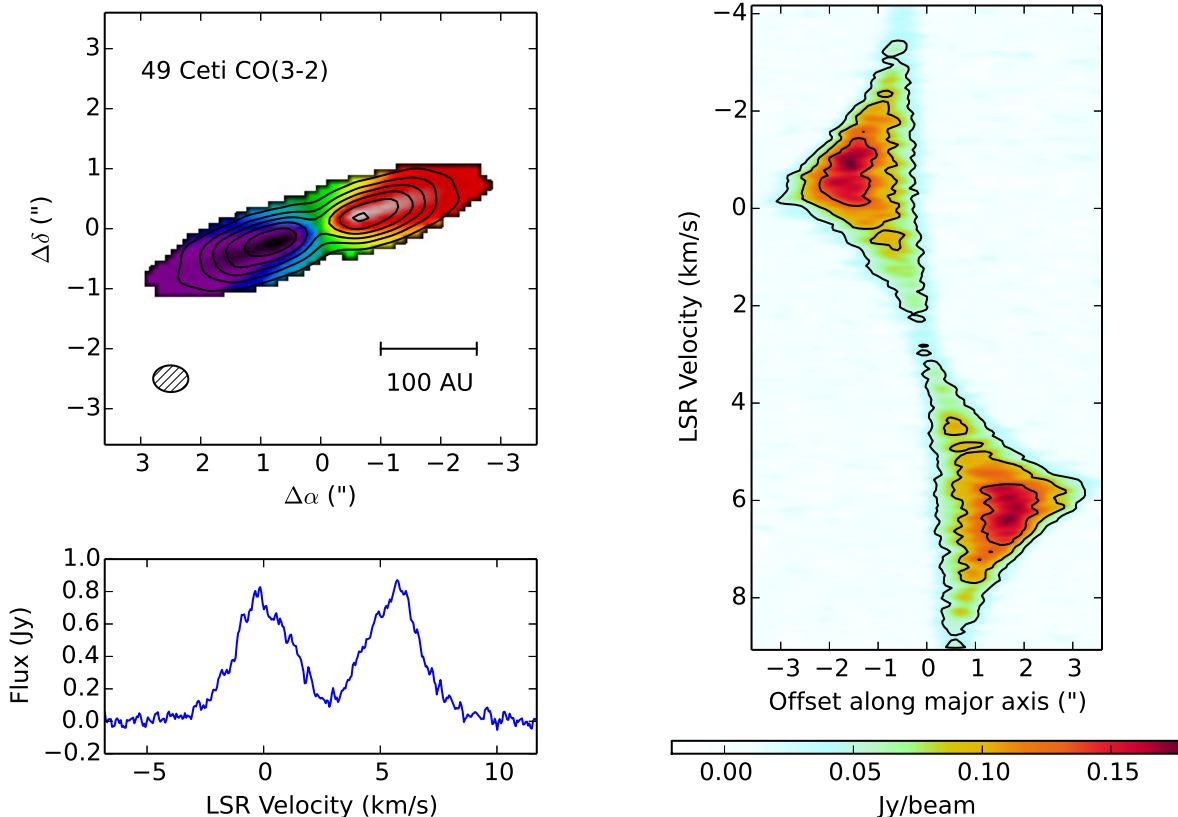 49 Ceti CO(3-2)
3
2
1
0
−1
−2
−3
Δδ (")
100 AU
3 2 1 0 −1 −2 −3
Δα (")
1.0
0.8
0.6
0.4
0.2
0.0
−0.2
Flux (Jy)
−5 0 5 10
LSR Velocity (km/s)
−4
−2
0
2
4
6
8
LSR Velocity (km/s)
−3 −2 −1 0 1 2 3
Offset along major axis (")
0.00 0.05 0.10 0.15
Jy/beam